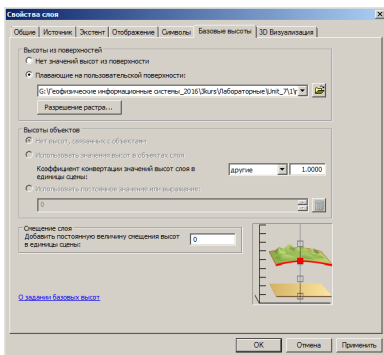 Свойства слоя
Общие Источник Экстент Отображение Символы Базовые высоты 3D Визуализация
Высоты из поверхностей
Нет значений высот из поверхности
Плавающие на пользовательской поверхности:
G:\Геофизические информационные системы_2016\3kurs\Лабораторные\Unit_7\1\r
Разрешение растра...
Высоты объектов
Нет высот, связанных с объектами
Использовать значения высот в объектах слоя
Коэффициент конвертации значений высот слоя в единицы сцены:
другие 1.0000
Использовать постоянное значение или выражение:
0
Смещение слоя
Добавить постоянную величину смещения высот
в единицы сцены:
0
О задании базовых высот
OK Отмена Применить